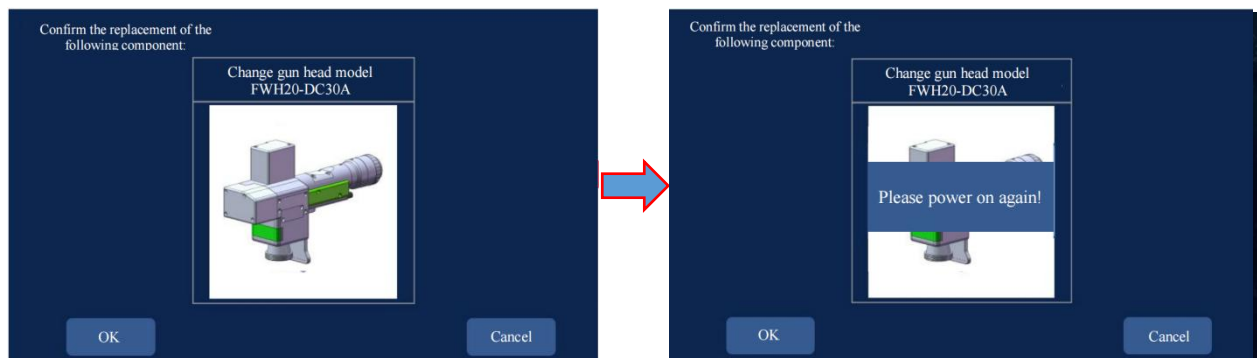 Confirm the replacement of the
following component:
Change gun head model
FWH20-DC30A
OK
Cancel
Confirm the replacement of the
following component:
Change gun head model
FWH20-DC30A
Please power on again!
OK
Cancel